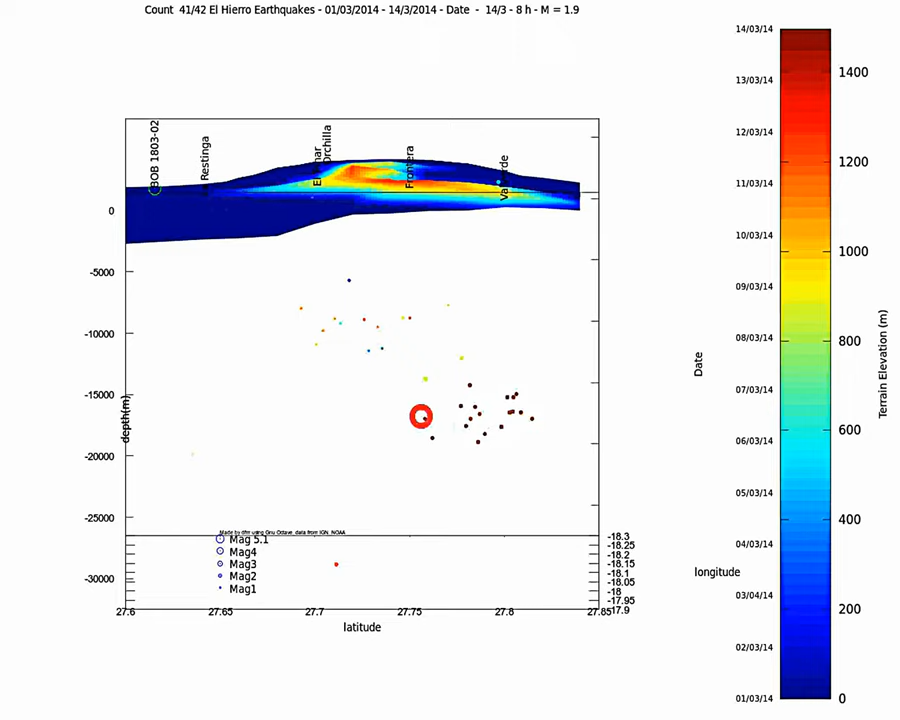 Count 41/42 El Hierro Earthquakes - 01/03/2014 - 14/3/2014 - Date - 14/3 - 8 h - M = 1.9
14/03/14
13/03/14
12/03/14
11/03/14
10/03/14
09/03/14
08/03/14
07/03/14
06/03/14
05/03/14
04/03/14
03/04/14
02/03/14
01/03/14
Date
longitude
1400
1200
1000
800
600
400
200
0
Terrain Elevation (m)
BOB 1803-02
Restinga
Orchilla
Frontera
0
-5000
-10000
-15000
-20000
-25000
-30000
depth(m)
Made by dfm using Gnu Octave, data from IGN, NOAA
Mag 5.1
Mag4
Mag3
Mag2
Mag1
-18.3
-18.25
-18.2
-18.15
-18.1
-18.05
-18
-17.95
17.9
27.6
27.65
27.7
27.75
27.8
27.85
latitude